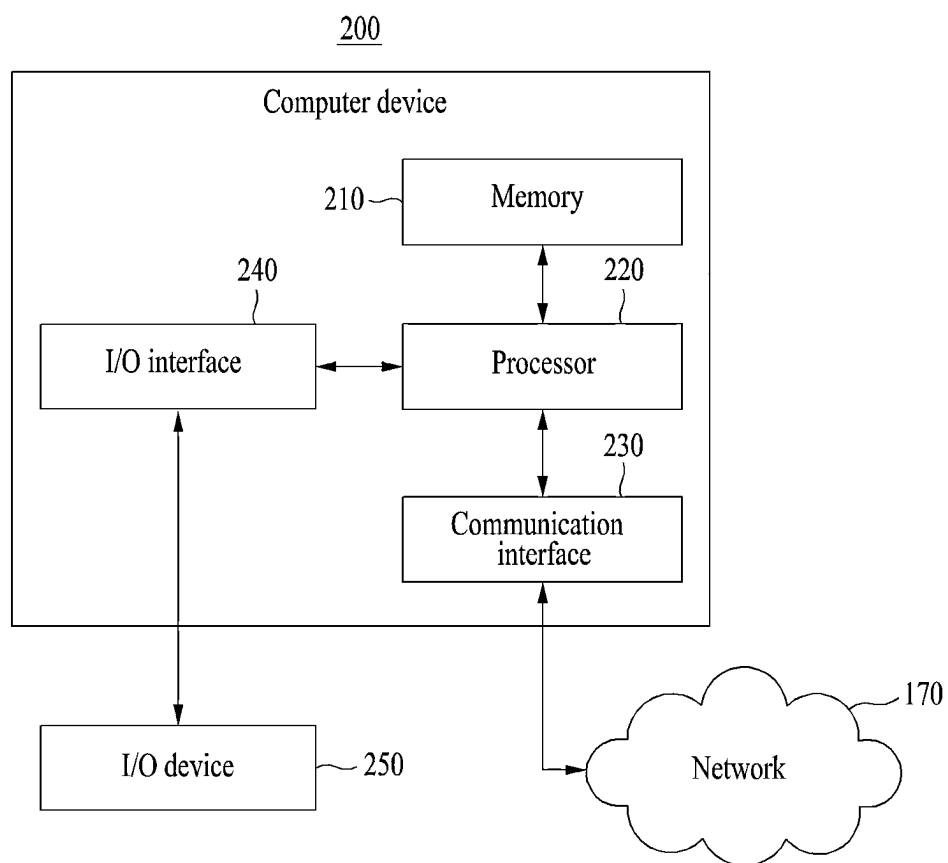 200
Computer device
Memory
210
240
220
I/O interface
Processor
230
Communication
interface
170
I/O device
250
Network